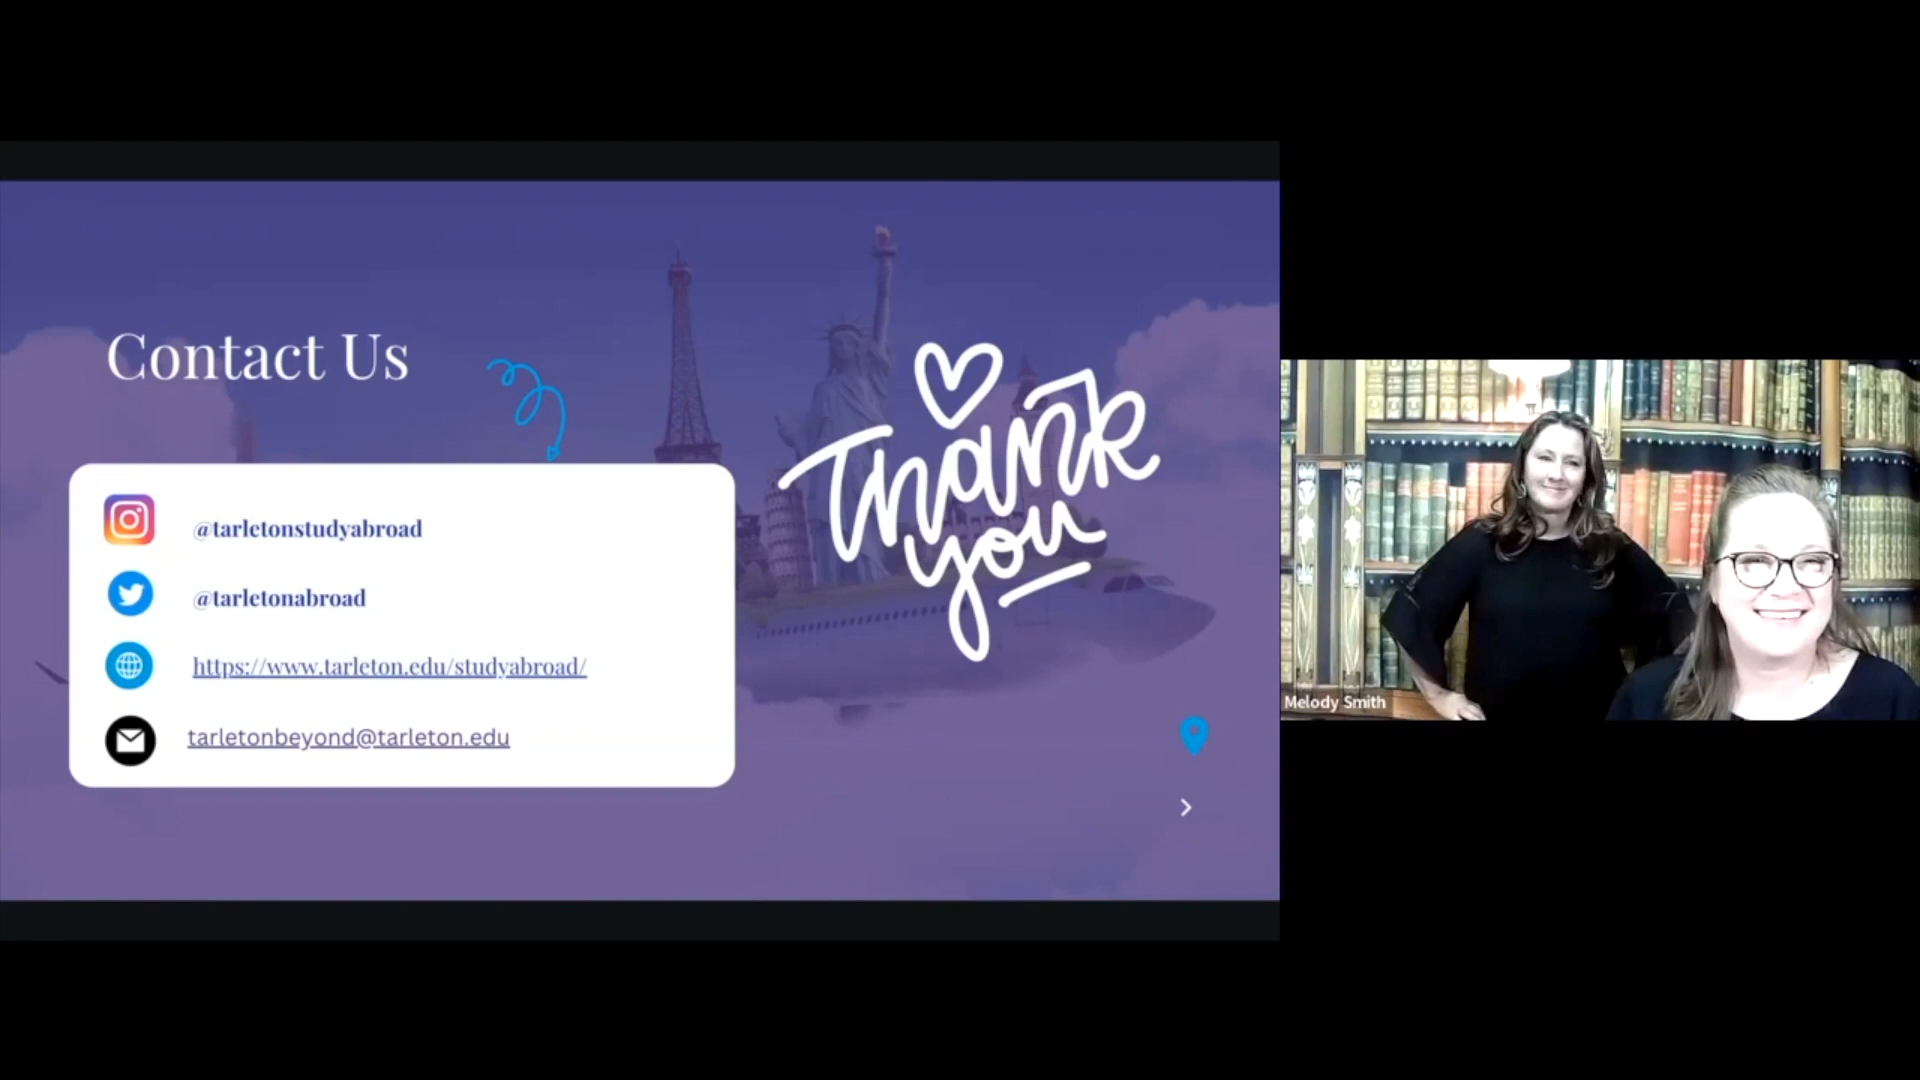 Contact Us
@tarletonstudyabroad
@tarletonabroad
https://www.tarleton.edu/studyabroad/
tarletonbeyond@tarleton.edu
Thank
you
Melody Smith